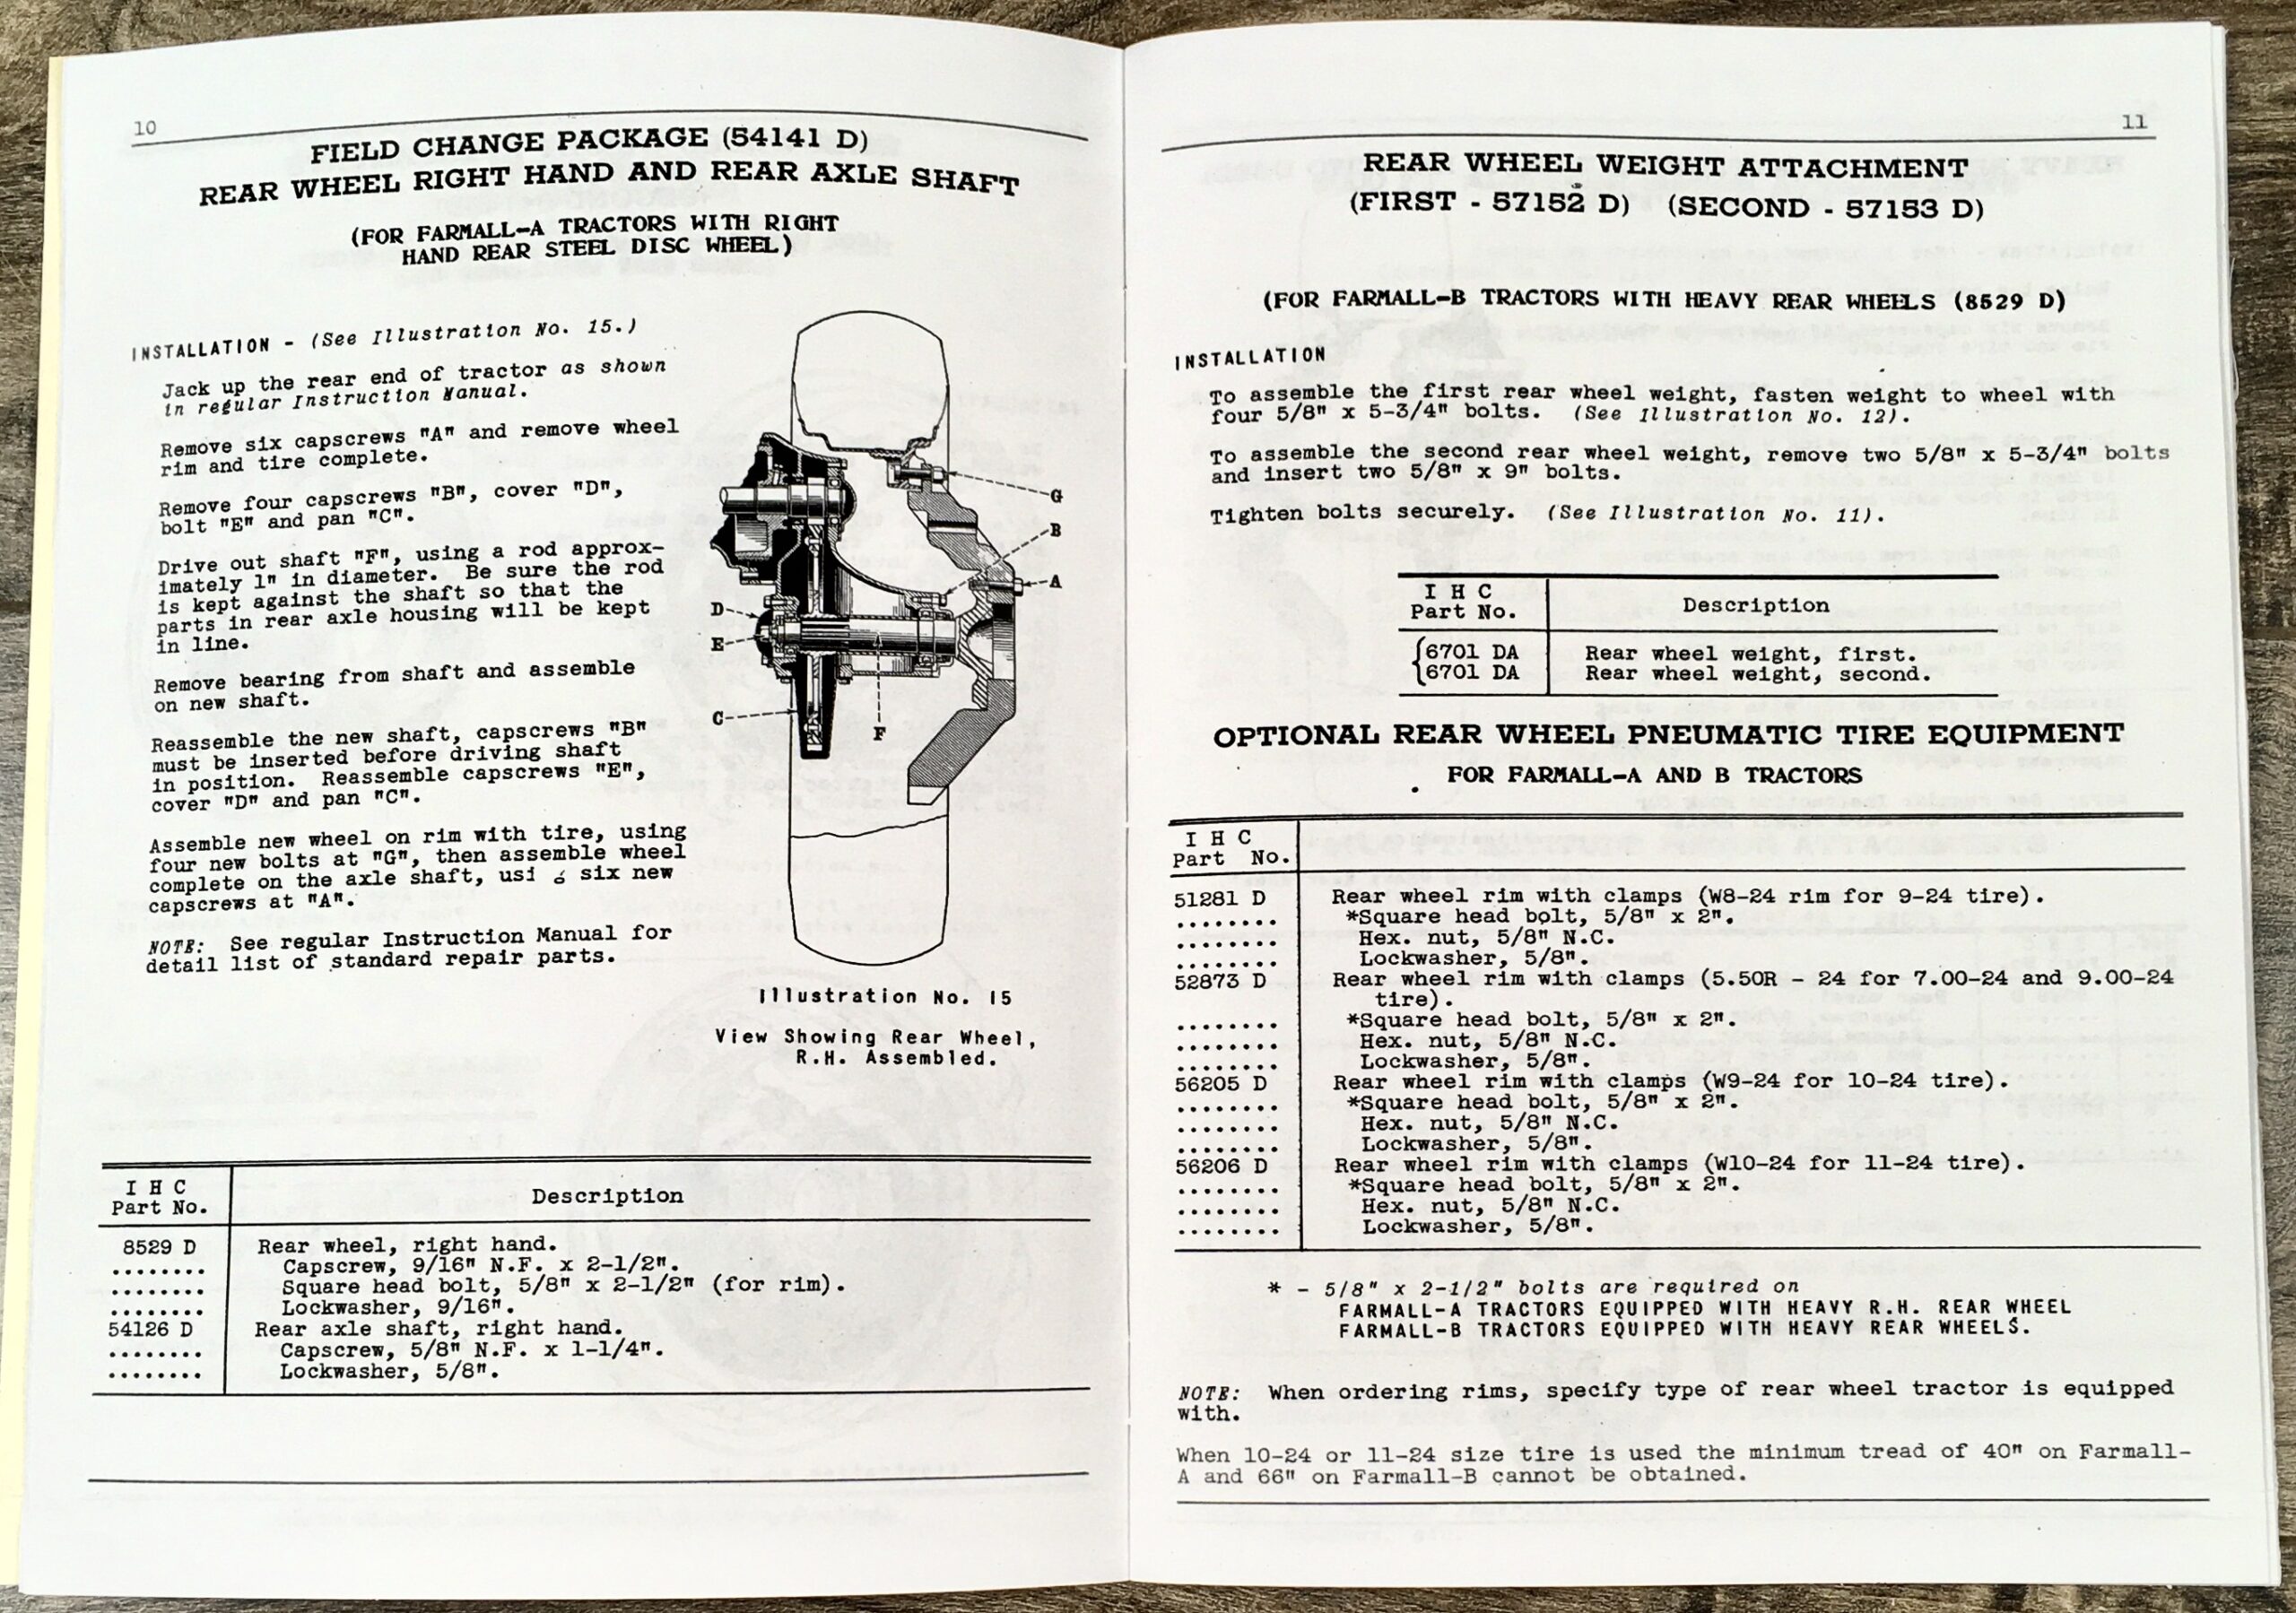 10
FIELD CHANGE PACKAGE (54141 D)
REAR WHEEL RIGHT HAND AND REAR AXLE SHAFT
(FOR FARMALL-A TRACTORS WITH RIGHT
HAND REAR STEEL DISC WHEEL)
INSTALLATION - (See Illustration No. 15.)
Jack up the rear end of tractor as shown
in regular Instruction Manual.
Remove six capscrews "A" and remove wheel
rim and tire complete.
Remove four capscrews "B", cover "D",
bolt "E" and pan "C".
Drive out shaft "F", using a rod approx-
imately 1" in diameter. Be sure the rod
is kept against the shaft so that the
parts in rear axle housing will be kept
in line.
Remove bearing from shaft and assemble
on new shaft.
Reassemble the new shaft, capscrews "B"
must be inserted before driving shaft
in position. Reassemble capscrews "E",
cover "D" and pan "C".
Assemble new wheel on rim with tire, using
four new bolts at "G", then assemble wheel
complete on the axle shaft, usi six new
capscrews at "A".
NOTE: See regular Instruction Manual for
detail list of standard repair parts.
G
B
A
D
E
C
F
Illustration No. 15
View Showing Rear Wheel,
R.H. Assembled.
I H C
Part No.
Description
8529 D Rear wheel, right hand.
........ Capscrew, 9/16" N.F. x 2-1/2".
........ Square head bolt, 5/8" x 2-1/2" (for rim).
........ Lockwasher, 9/16".
54126 D Rear axle shaft, right hand.
........ Capscrew, 5/8" N.F. x 1-1/4".
........ Lockwasher, 5/8".
11
REAR WHEEL WEIGHT ATTACHMENT
(FIRST - 57152 D) (SECOND - 57153 D)
(FOR FARMALL-B TRACTORS WITH HEAVY REAR WHEELS (8529 D)
INSTALLATION
To assemble the first rear wheel weight, fasten weight to wheel with
four 5/8" x 5-3/4" bolts. (See Illustration No. 12).
To assemble the second rear wheel weight, remove two 5/8" x 5-3/4" bolts
and insert two 5/8" x 9" bolts.
Tighten bolts securely. (See Illustration No. 11).
I H C
Part No.
Description
{6701 DA Rear wheel weight, first.
{6701 DA Rear wheel weight, second.
OPTIONAL REAR WHEEL PNEUMATIC TIRE EQUIPMENT
FOR FARMALL-A AND B TRACTORS
I H C
Part No.
51281 D Rear wheel rim with clamps (W8-24 rim for 9-24 tire).
........ *Square head bolt, 5/8" x 2".
........ Hex. nut, 5/8" N.C.
........ Lockwasher, 5/8".
52873 D Rear wheel rim with clamps (5.50R - 24 for 7.00-24 and 9.00-24
tire).
........ *Square head bolt, 5/8" x 2".
........ Hex. nut, 5/8" N.C.
........ Lockwasher, 5/8".
56205 D Rear wheel rim with clamps (W9-24 for 10-24 tire).
........ *Square head bolt, 5/8" x 2".
........ Hex. nut, 5/8" N.C.
........ Lockwasher, 5/8".
56206 D Rear wheel rim with clamps (W10-24 for 11-24 tire).
........ *Square head bolt, 5/8" x 2".
........ Hex. nut, 5/8" N.C.
........ Lockwasher, 5/8".
* - 5/8" x 2-1/2" bolts are required on
FARMALL-A TRACTORS EQUIPPED WITH HEAVY R.H. REAR WHEEL
FARMALL-B TRACTORS EQUIPPED WITH HEAVY REAR WHEELS.
NOTE: When ordering rims, specify type of rear wheel tractor is equipped
with.
When 10-24 or 11-24 size tire is used the minimum tread of 40" on Farmall-
A and 66" on Farmall-B cannot be obtained.